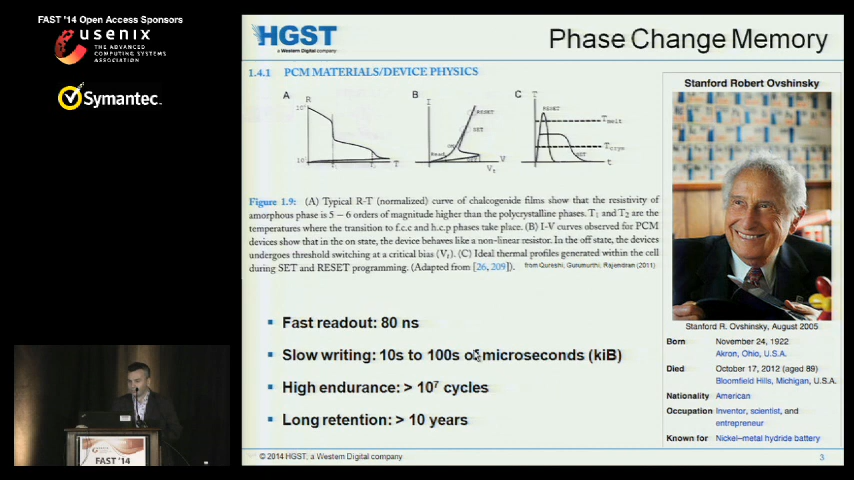 FAST '14 Open Access Sponsors
usenix
THE ADVANCED
COMPUTING SYSTEMS
ASSOCIATION
Symantec.
FAST '14
HGST
a Western Digital company
Phase Change Memory
1.4.1 PCM MATERIALS/DEVICE PHYSICS
A
R
T
B
I
RESET
SET
ON
Read
V
C
T
RESET
SET
t
Figure 1.9: (A) Typical R-T (normalized) curve of chalcogenide films show that the resistivity of
amorphous phase is 5 – 6 orders of magnitude higher than the polycrystalline phases. T1 and T2 are the
temperatures where the transition to f.c.c and h.c.p phases take place. (B) I-V curves observed for PCM
devices show that in the on state, the device behaves like a non-linear resistor. In the off state, the devices
undergoes threshold switching at a critical bias (Vt). (C) Ideal thermal profiles generated within the cell
during SET and RESET programming. (Adapted from [26, 209]). from Qureshi, Gurumurthi, Rajendran (2011)
▪ Fast readout: 80 ns
▪ Slow writing: 10s to 100s of microseconds (kiB)
▪ High endurance: > 10⁷ cycles
▪ Long retention: > 10 years
Stanford Robert Ovshinsky
Stanford R. Ovshinsky, August 2005
Born November 24, 1922
Akron, Ohio, U.S.A.
Died October 17, 2012 (aged 89)
Bloomfield Hills, Michigan, U.S.A.
Nationality American
Occupation Inventor, scientist, and
entrepreneur
Known for Nickel–metal hydride battery
© 2014 HGST, a Western Digital company
3